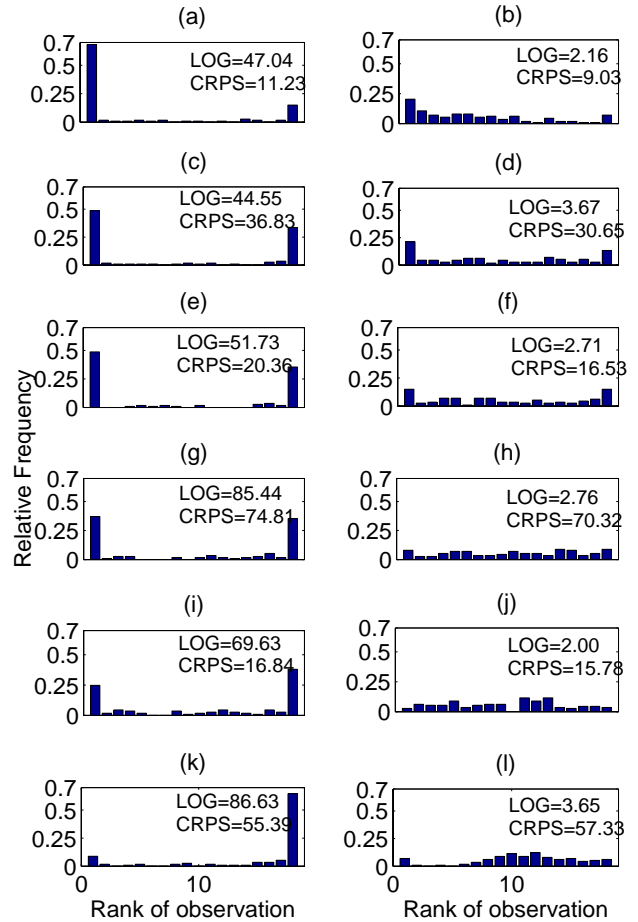 (a)
0.7
0.5
0.25
0
LOG=47.04
CRPS=11.23
(b)
0.7
0.5
0.25
0
LOG=2.16
CRPS=9.03
(c)
0.7
0.5
0.25
0
LOG=44.55
CRPS=36.83
(d)
0.7
0.5
0.25
0
LOG=3.67
CRPS=30.65
(e)
0.7
0.5
0.25
0
LOG=51.73
CRPS=20.36
(f)
0.7
0.5
0.25
0
LOG=2.71
CRPS=16.53
Relative Frequency
(g)
0.7
0.5
0.25
0
LOG=85.44
CRPS=74.81
(h)
0.7
0.5
0.25
0
LOG=2.76
CRPS=70.32
(i)
0.7
0.5
0.25
0
LOG=69.63
CRPS=16.84
(j)
0.7
0.5
0.25
0
LOG=2.00
CRPS=15.78
(k)
0.7
0.5
0.25
0
LOG=86.63
CRPS=55.39
0 10
Rank of observation
(l)
0.7
0.5
0.25
0
LOG=3.65
CRPS=57.33
0 10
Rank of observation